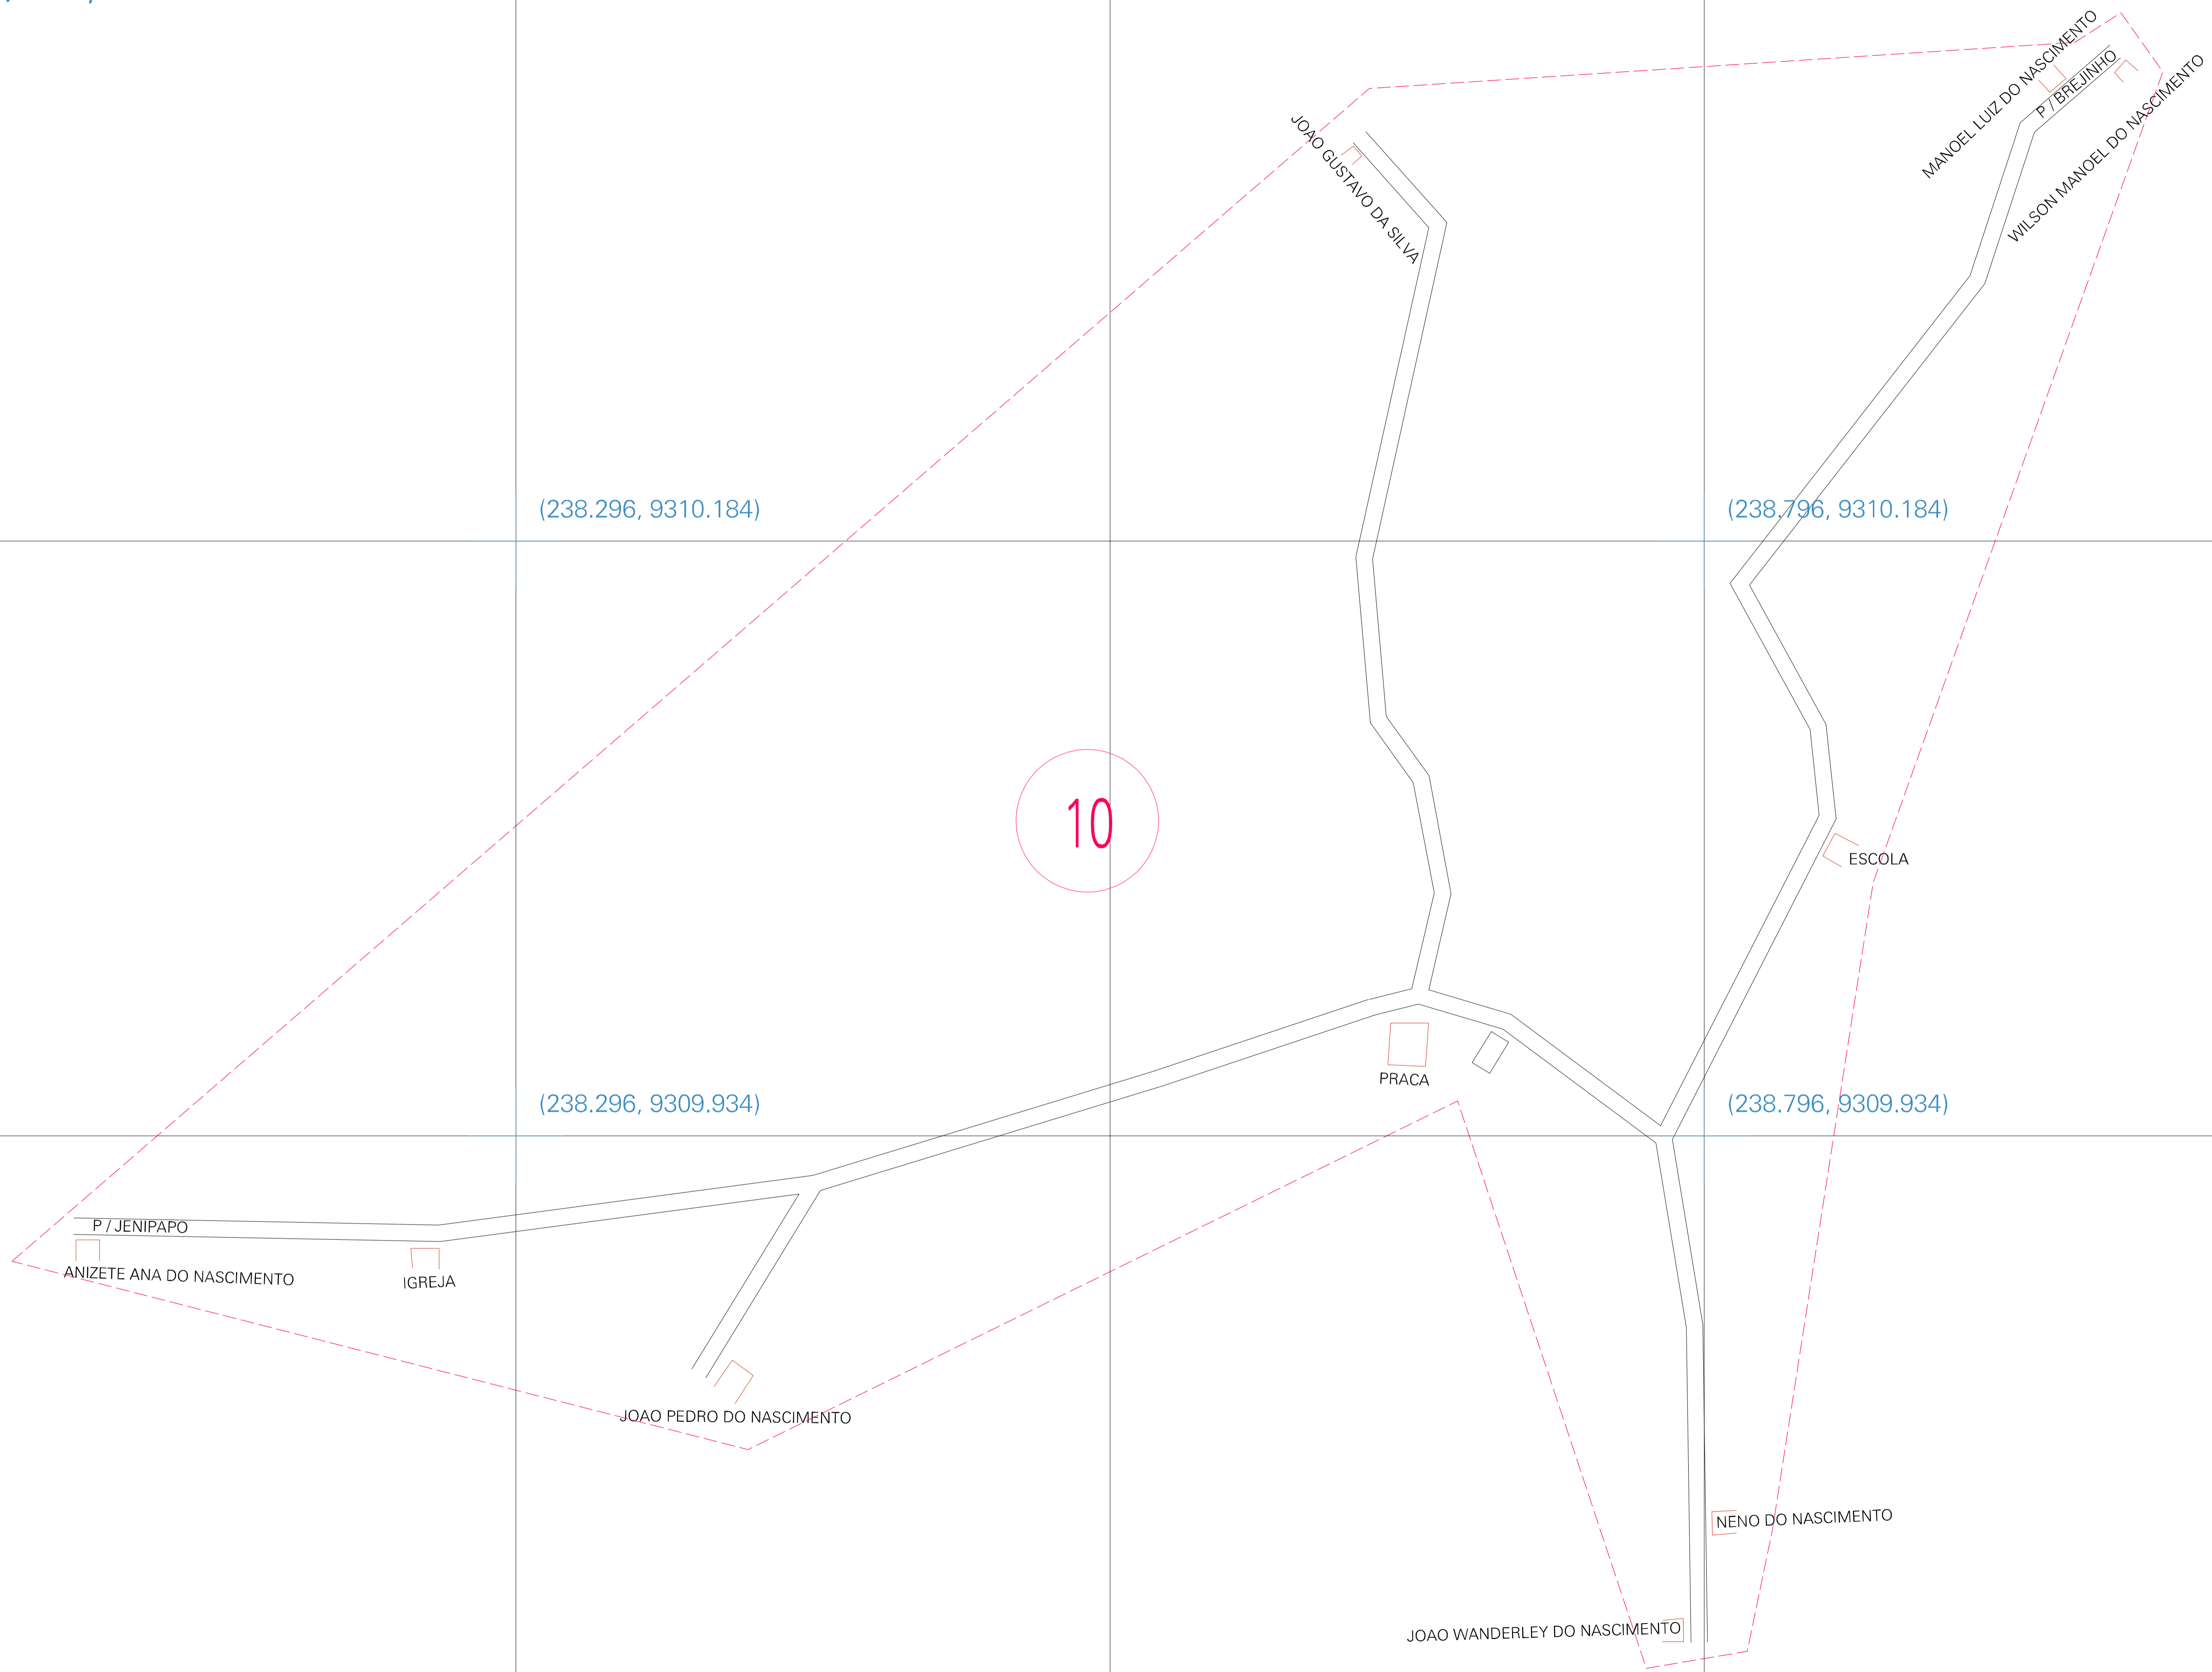 MANOEL LUIZ DO NASCIMENTO
P / BREJINHO
WILSON MANOEL DO NASCIMENTO
JOAO GUSTAVO DA SILVA
(238.296, 9310.184)
(238.796, 9310.184)
10
ESCOLA
PRACA
(238.296, 9309.934)
(238.796, 9309.934)
P / JENIPAPO
ANIZETE ANA DO NASCIMENTO
IGREJA
JOAO PEDRO DO NASCIMENTO
NENO DO NASCIMENTO
JOAO WANDERLEY DO NASCIMENTO